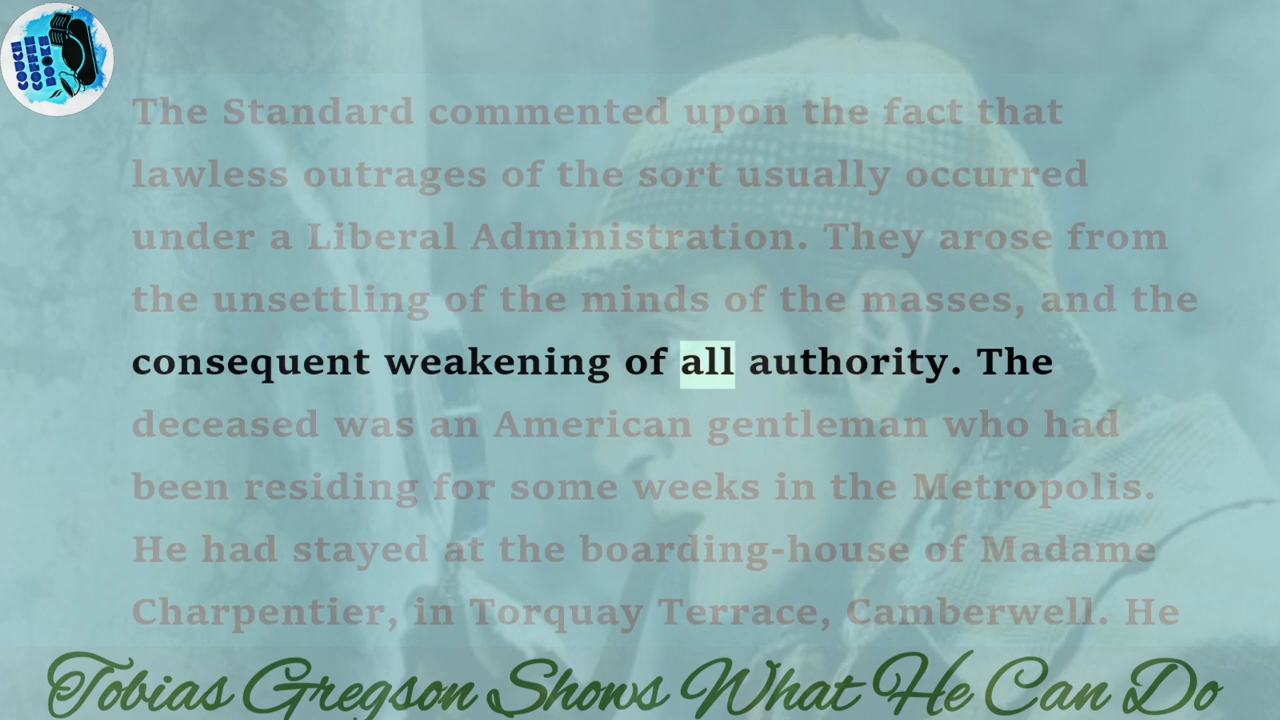 The Standard commented upon the fact that
lawless outrages of the sort usually occurred
under a Liberal Administration. They arose from
the unsettling of the minds of the masses, and the
consequent weakening of all authority. The
deceased was an American gentleman who had
been residing for some weeks in the Metropolis.
He had stayed at the boarding-house of Madame
Charpentier, in Torquay Terrace, Camberwell. He
Tobias Gregson Shows What He Can Do